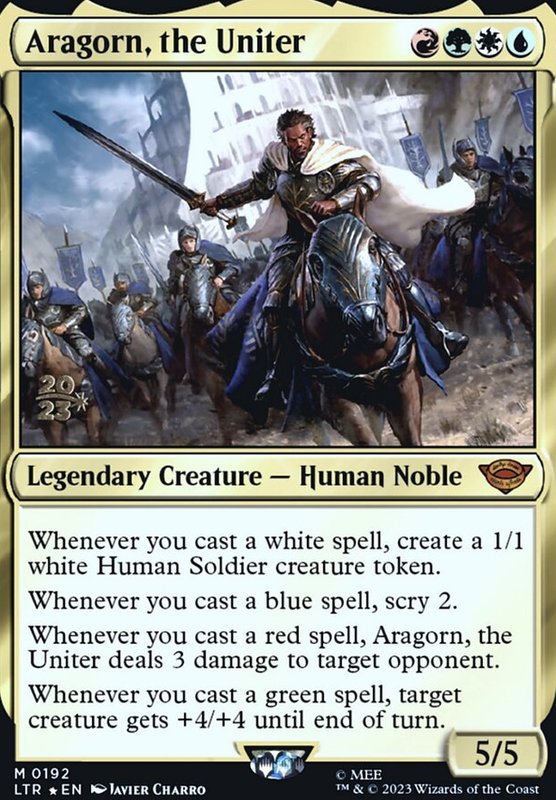 Aragorn, the Uniter
20
23
Legendary Creature — Human Noble
Whenever you cast a white spell, create a 1/1
white Human Soldier creature token.
Whenever you cast a blue spell, scry 2.
Whenever you cast a red spell, Aragorn, the
Uniter deals 3 damage to target opponent.
Whenever you cast a green spell, target
creature gets +4/+4 until end of turn.
5/5
M 0192
LTR ★ EN Javier Charro
© MEE
™ & © 2023 Wizards of the Coast